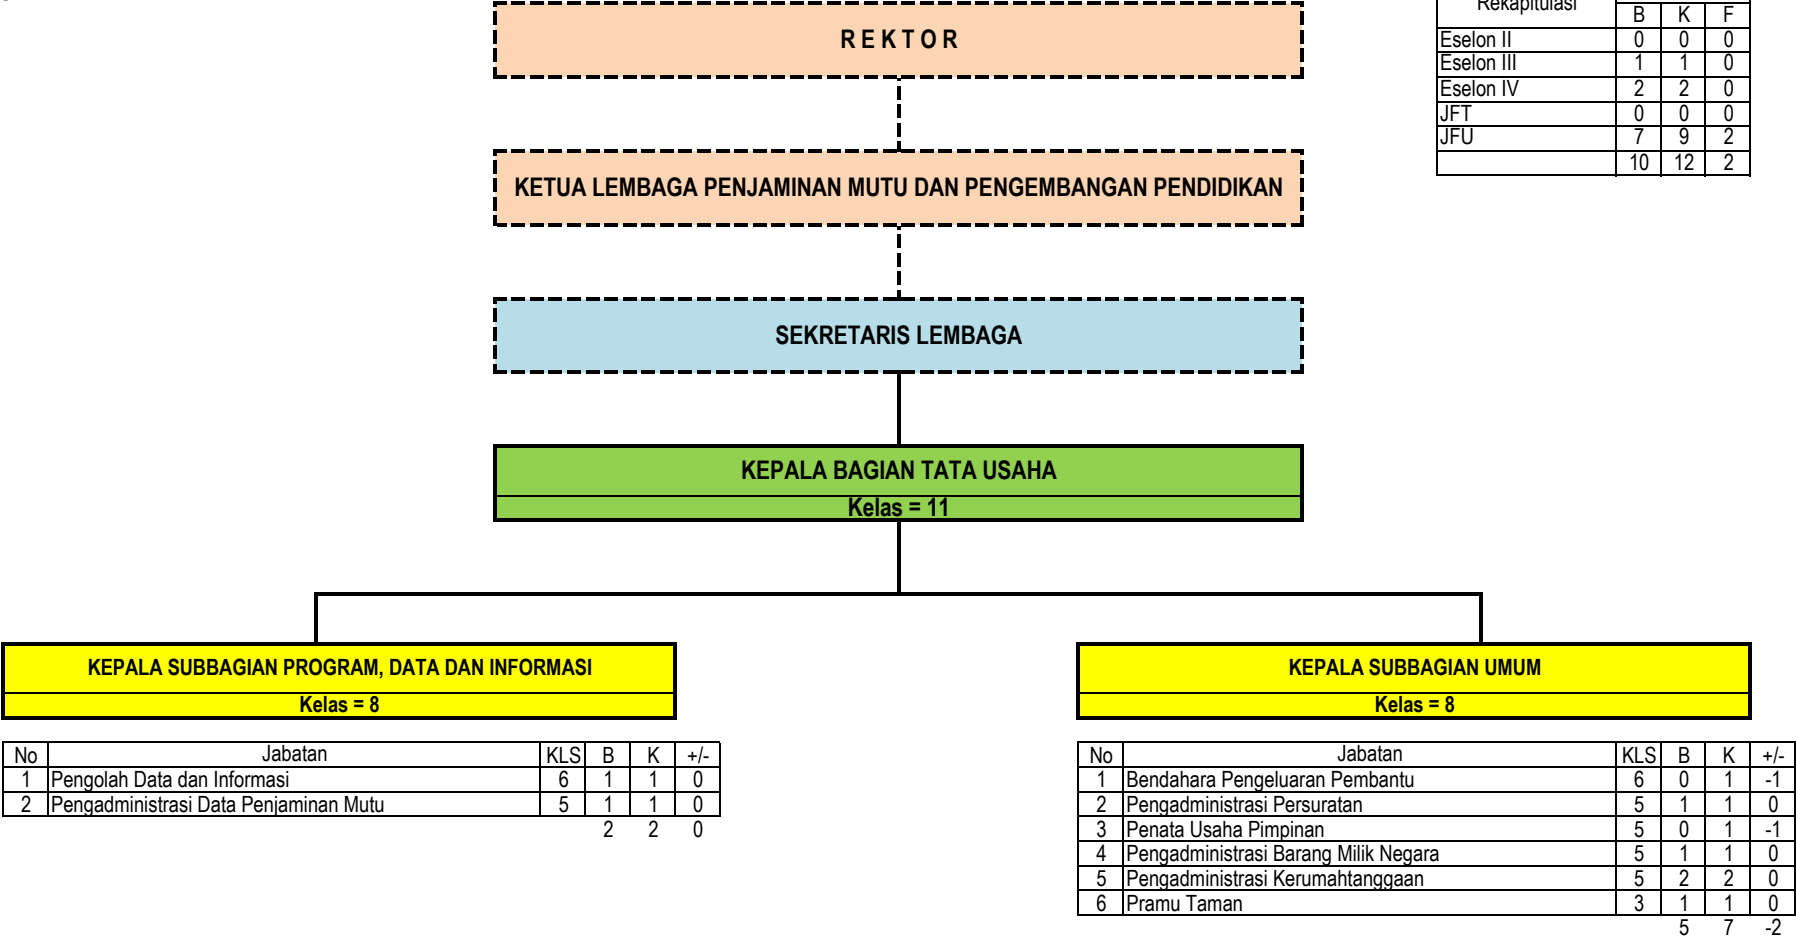 Rekapitulasi
B K F
Eselon II 0 0 0
Eselon III 1 1 0
Eselon IV 2 2 0
JFT 0 0 0
JFU 7 9 2
10 12 2
R E K T O R
KETUA LEMBAGA PENJAMINAN MUTU DAN PENGEMBANGAN PENDIDIKAN
SEKRETARIS LEMBAGA
KEPALA BAGIAN TATA USAHA
Kelas = 11
KEPALA SUBBAGIAN PROGRAM, DATA DAN INFORMASI
Kelas = 8
No Jabatan KLS B K +/-
1 Pengolah Data dan Informasi 6 1 1 0
2 Pengadministrasi Data Penjaminan Mutu 5 1 1 0
2 2 0
KEPALA SUBBAGIAN UMUM
Kelas = 8
No Jabatan KLS B K +/-
1 Bendahara Pengeluaran Pembantu 6 0 1 -1
2 Pengadministrasi Persuratan 5 1 1 0
3 Penata Usaha Pimpinan 5 0 1 -1
4 Pengadministrasi Barang Milik Negara 5 1 1 0
5 Pengadministrasi Kerumahtanggaan 5 2 2 0
6 Pramu Taman 3 1 1 0
5 7 -2